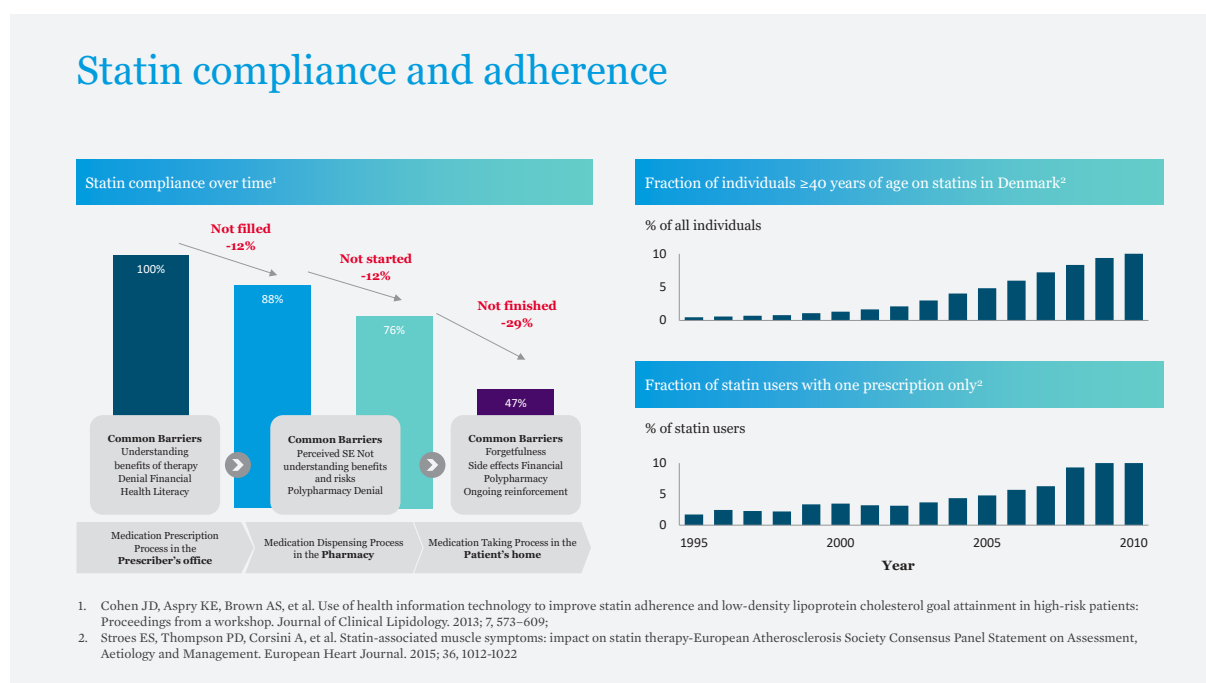 Statin compliance and adherence
Statin compliance over time¹
Not filled
-12%
Not started
-12%
Not finished
-29%
100%
88%
76%
47%
Common Barriers
Understanding
benefits of therapy
Denial Financial
Health Literacy
Common Barriers
Perceived SE Not
understanding benefits
and risks
Polypharmacy Denial
Common Barriers
Forgetfulness
Side effects Financial
Polypharmacy
Ongoing reinforcement
Medication Prescription
Process in the
Prescriber's office
Medication Dispensing Process
in the Pharmacy
Medication Taking Process in the
Patient's home
Fraction of individuals ≥40 years of age on statins in Denmark²
% of all individuals
10
5
0
Fraction of statin users with one prescription only²
% of statin users
10
5
0
1995 2000 2005 2010
Year
1. Cohen JD, Aspry KE, Brown AS, et al. Use of health information technology to improve statin adherence and low-density lipoprotein cholesterol goal attainment in high-risk patients:
Proceedings from a workshop. Journal of Clinical Lipidology. 2013; 7, 573–609;
2. Stroes ES, Thompson PD, Corsini A, et al. Statin-associated muscle symptoms: impact on statin therapy-European Atherosclerosis Society Consensus Panel Statement on Assessment,
Aetiology and Management. European Heart Journal. 2015; 36, 1012-1022